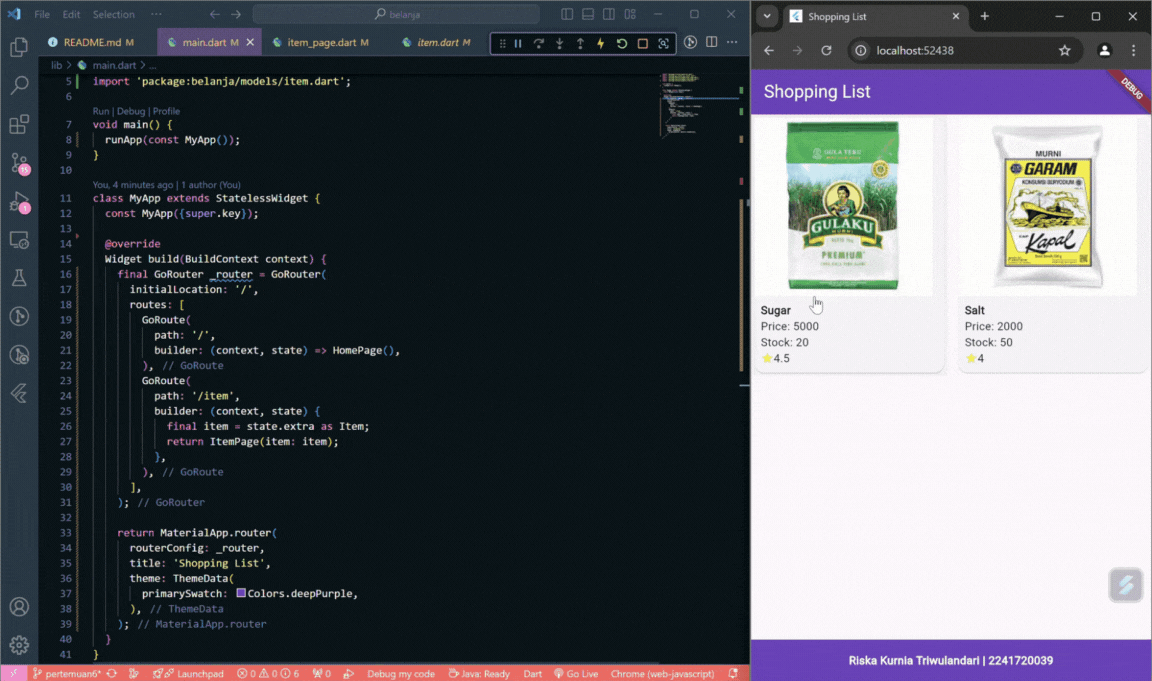 File Edit Selection ··· belanja
README.md M main.dart M item_page.dart M item.dart M
lib > main.dart > ...
5 import 'package:belanja/models/item.dart';
6
Run | Debug | Profile
7 void main() {
8 runApp(const MyApp());
9 }
10
You, 4 minutes ago | 1 author (You)
11 class MyApp extends StatelessWidget {
12 const MyApp({super.key});
13
14 @override
15 Widget build(BuildContext context) {
16 final GoRouter _router = GoRouter(
17 initialLocation: '/',
18 routes: [
19 GoRoute(
20 path: '/',
21 builder: (context, state) => HomePage(),
22 ), // GoRoute
23 GoRoute(
24 path: '/item',
25 builder: (context, state) {
26 final item = state.extra as Item;
27 return ItemPage(item: item);
28 },
29 ), // GoRoute
30 ],
31 ); // GoRouter
32
33 return MaterialApp.router(
34 routerConfig: _router,
35 title: 'Shopping List',
36 theme: ThemeData(
37 primarySwatch: Colors.deepPurple,
38 ), // ThemeData
39 ); // MaterialApp.router
40 }
41 }
15
1
pertemuan6* Launchpad 0 0 6 0 Debug my code Java: Ready Dart Go Live Chrome (web-javascript)
Shopping List
localhost:52438
Shopping List
DEBUG
GULA TEBU
GULAKU
MURNI
PREMIUM
MURNI
GARAM
KONSUMSI BERYODIUM
Kapal
Sugar
Price: 5000
Stock: 20
4.5
Salt
Price: 2000
Stock: 50
4
Riska Kurnia Triwulandari | 2241720039